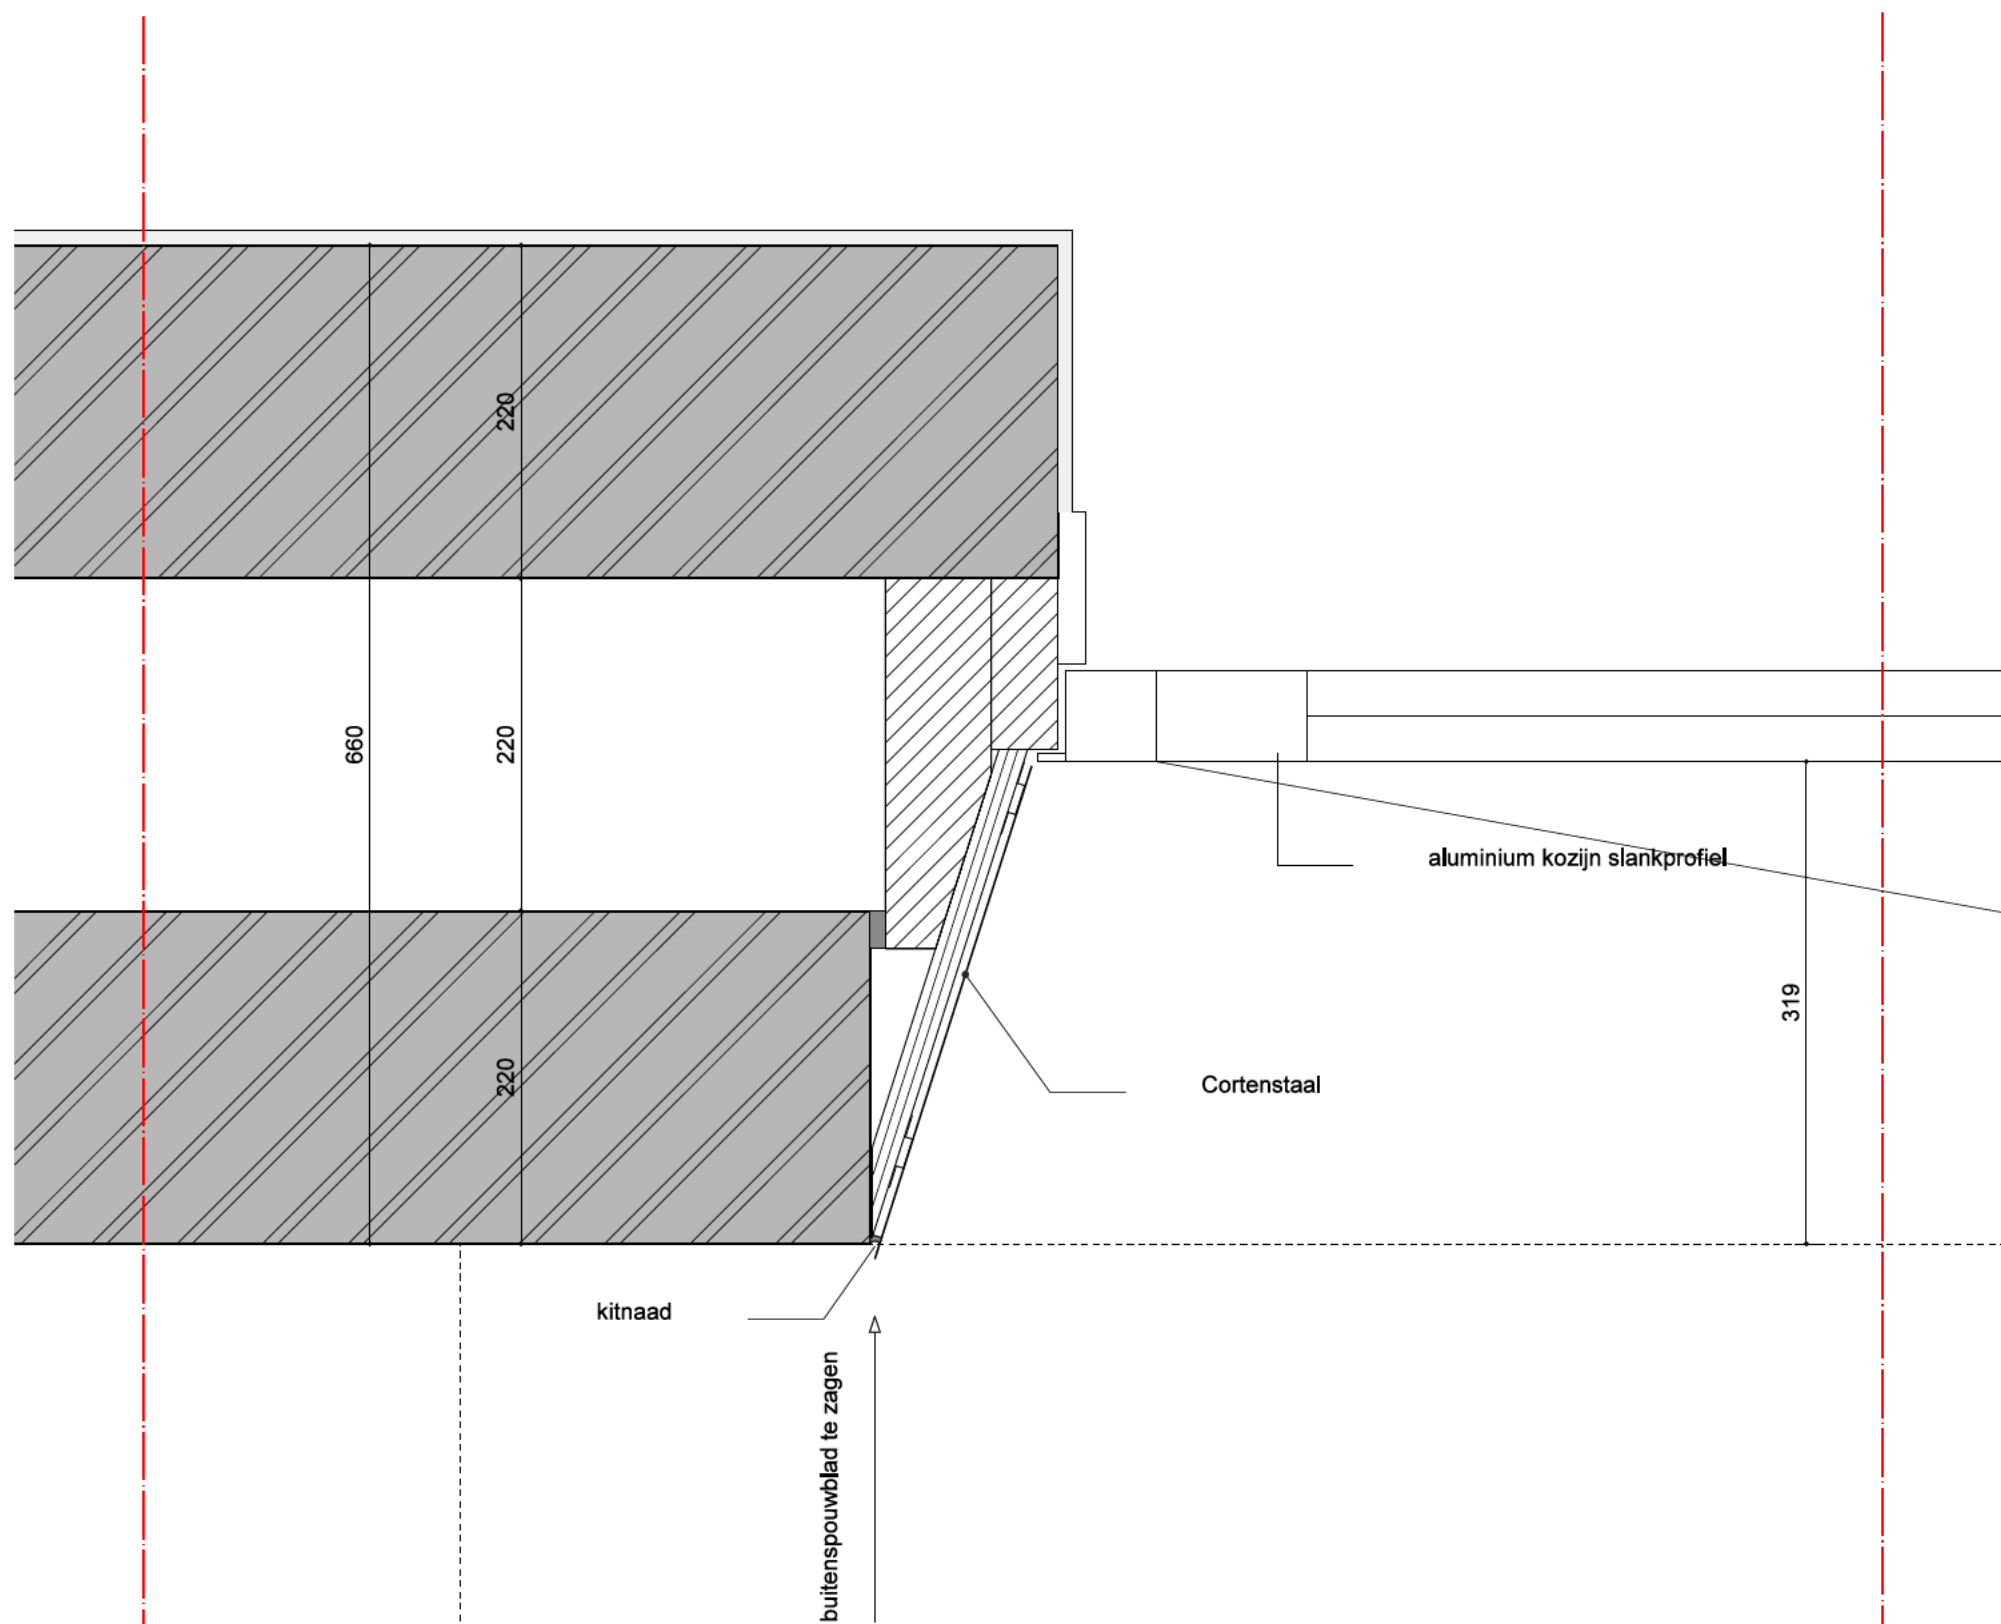 220
660
220
aluminium kozijn slankprofiel
319
220
Cortenstaal
kitnaad
buitenspouwblad te zagen